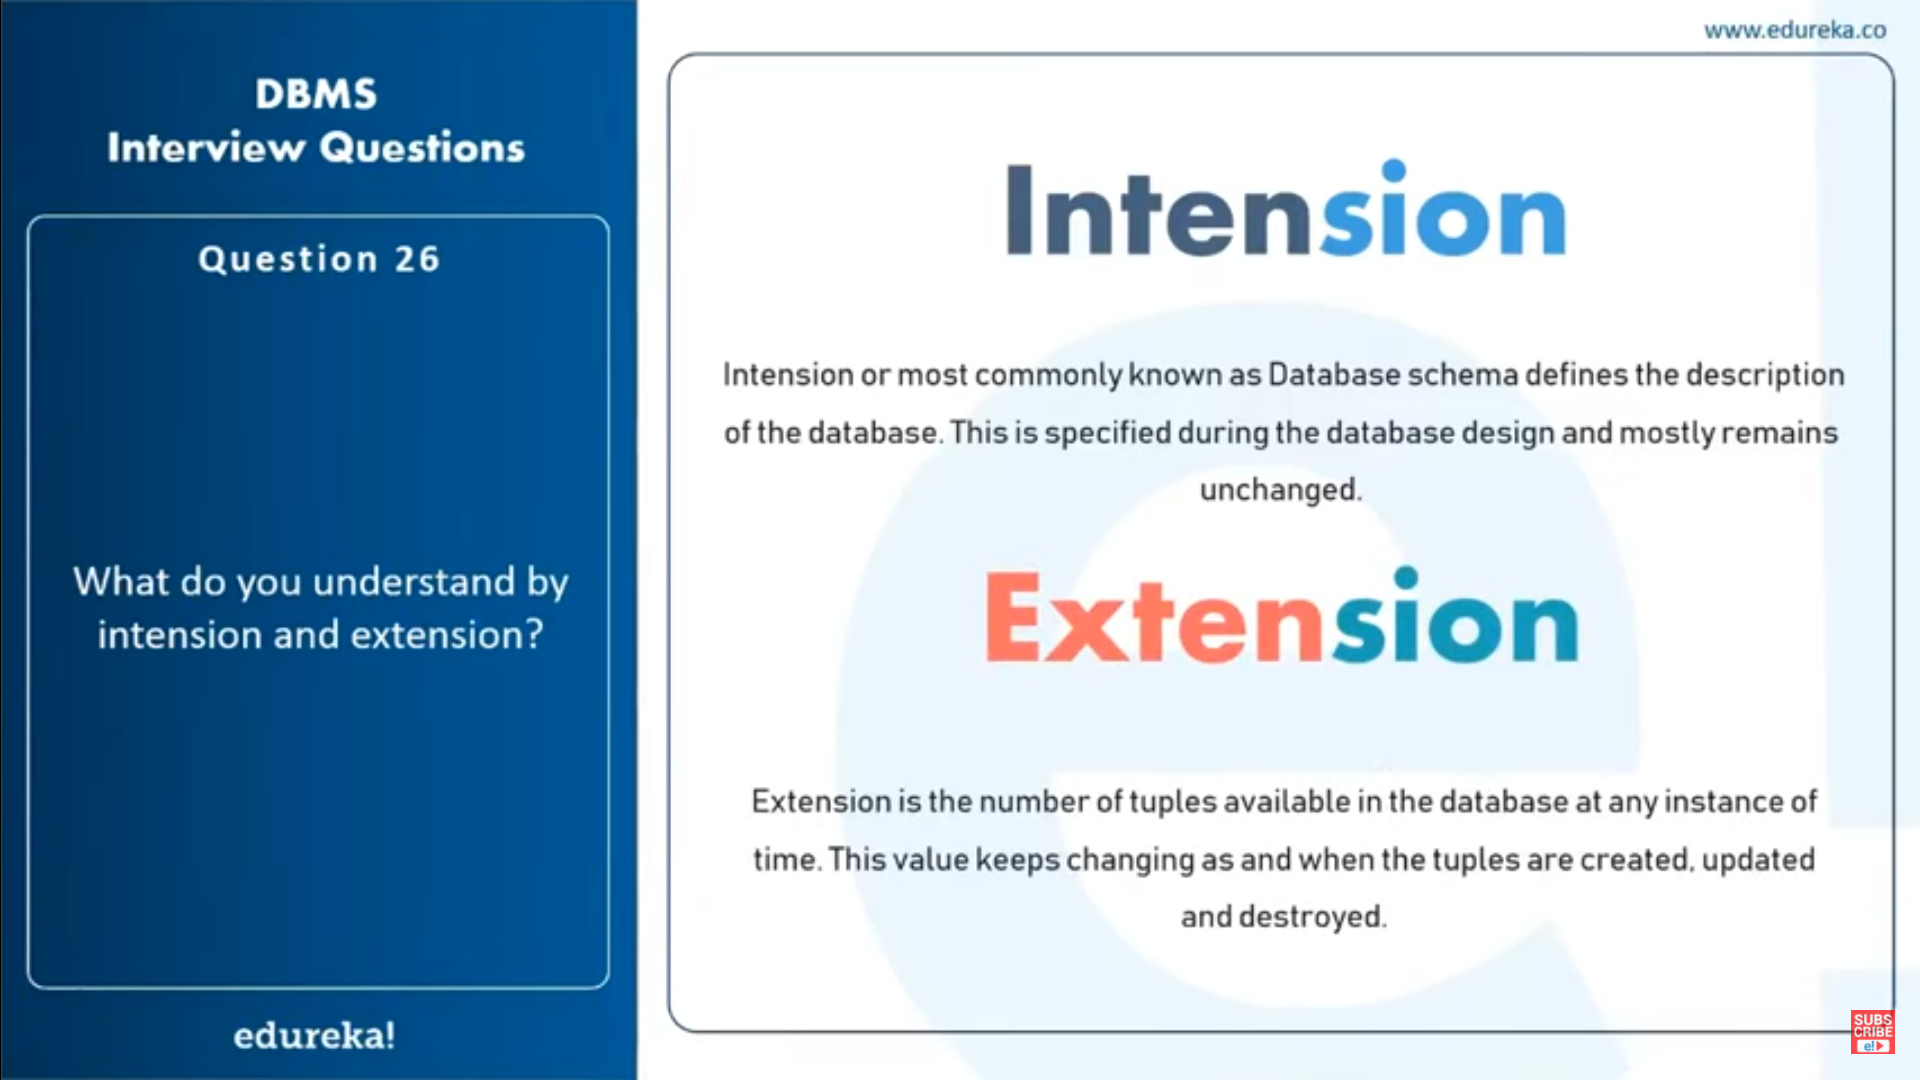 www.edureka.co
DBMS
Interview Questions
Question 26
What do you understand by
intension and extension?
edureka!
Intension
Intension or most commonly known as Database schema defines the description
of the database. This is specified during the database design and mostly remains
unchanged.
Extension
Extension is the number of tuples available in the database at any instance of
time. This value keeps changing as and when the tuples are created, updated
and destroyed.
SUBS
CRIBE
e!